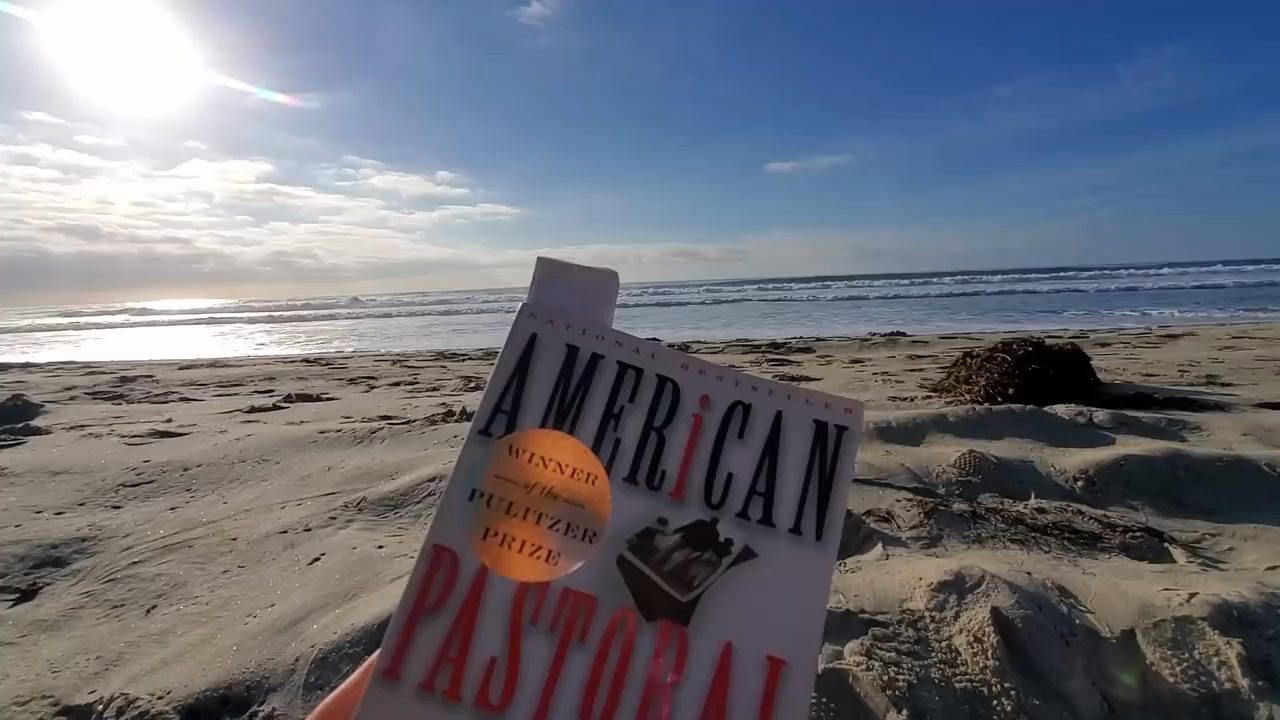 NATIONAL BESTSELLER
AMERiCAN
WINNER
of the
PULITZER
PRIZE
PASTORAL